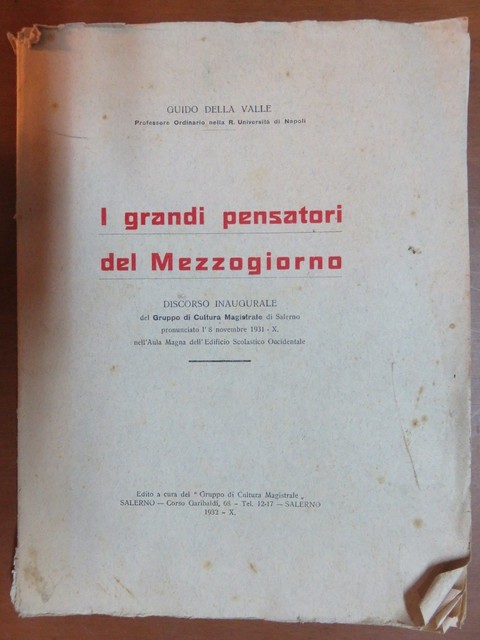 GUIDO DELLA VALLE
Professore Ordinario nella R. Università di Napoli
I grandi pensatori
del Mezzogiorno
DISCORSO INAUGURALE
del Gruppo di Cultura Magistrale di Salerno
pronunciato l' 8 novembre 1931 - X.
nell'Aula Magna dell'Edifizio Scolastico Occidentale
Edito a cura del " Gruppo di Cultura Magistrale „
SALERNO — Corso Garibaldi, 68 - Tel. 12-17 — SALERNO
1932 - X.